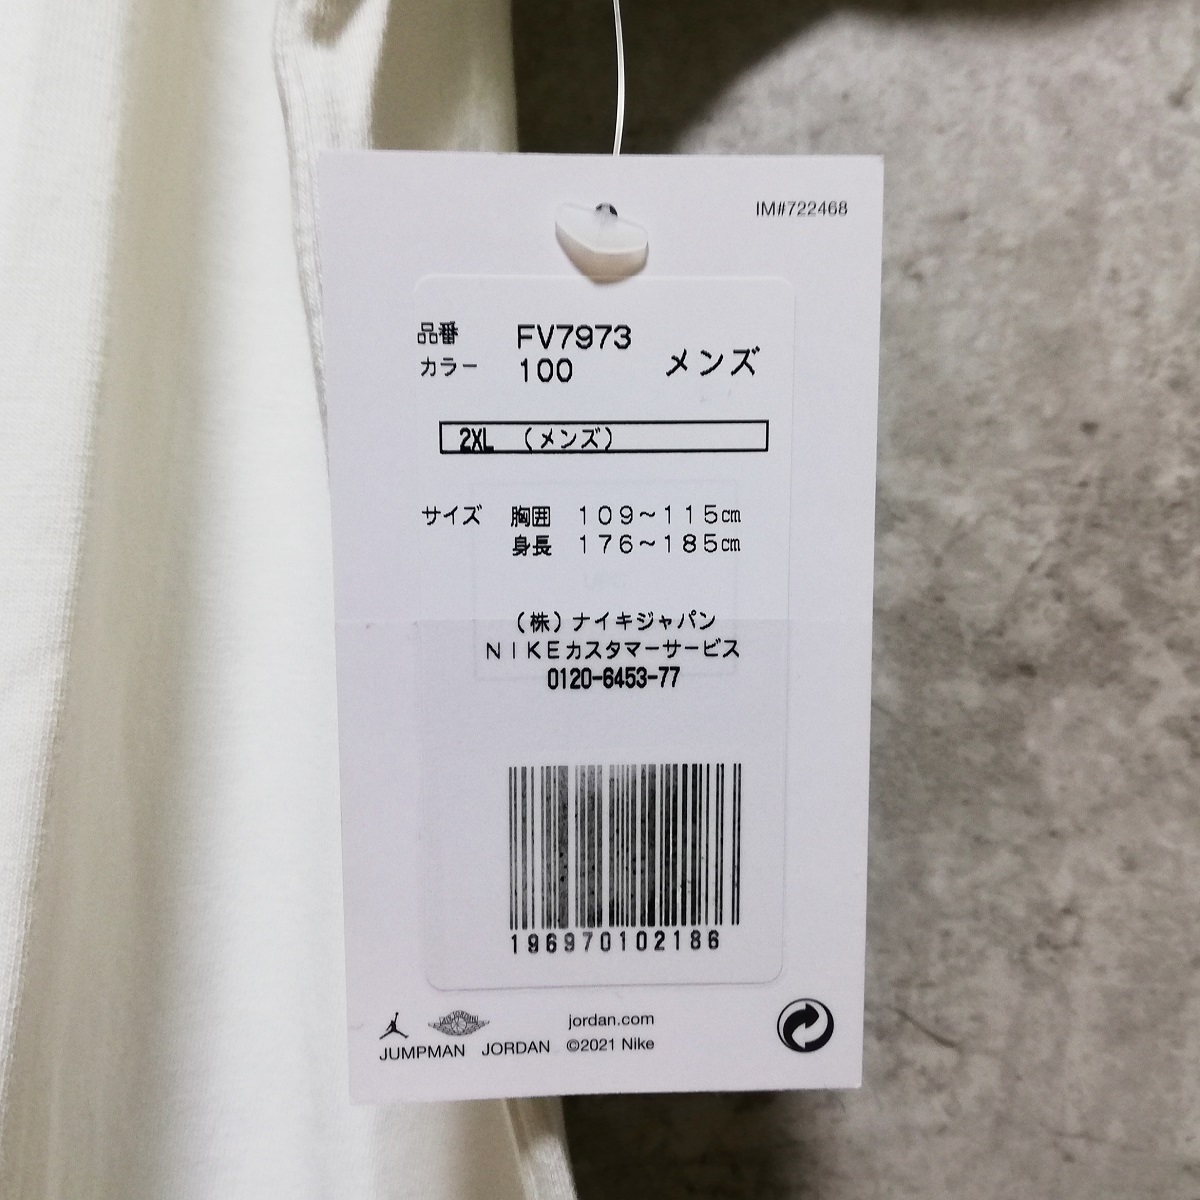 IM#722468
品番 FV7973
カラー 100 メンズ
2XL （メンズ）
サイズ 胸囲 １０９～１１５㎝
身長 １７６～１８５㎝
（株）ナイキジャパン
ＮＩＫＥカスタマーサービス
0120-6453-77
196970102186
jordan.com
JUMPMAN JORDAN ©2021 Nike